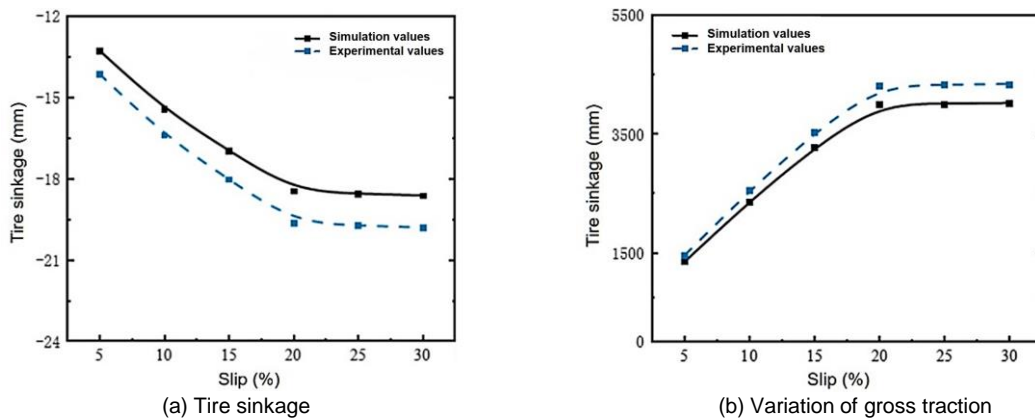 −12
−15
−18
−21
−24
Tire sinkage (mm)
Simulation values
Experimental values
5 10 15 20 25 30
Slip (%)
(a) Tire sinkage
5500
3500
1500
0
Tire sinkage (mm)
Simulation values
Experimental values
5 10 15 20 25 30
Slip (%)
(b) Variation of gross traction